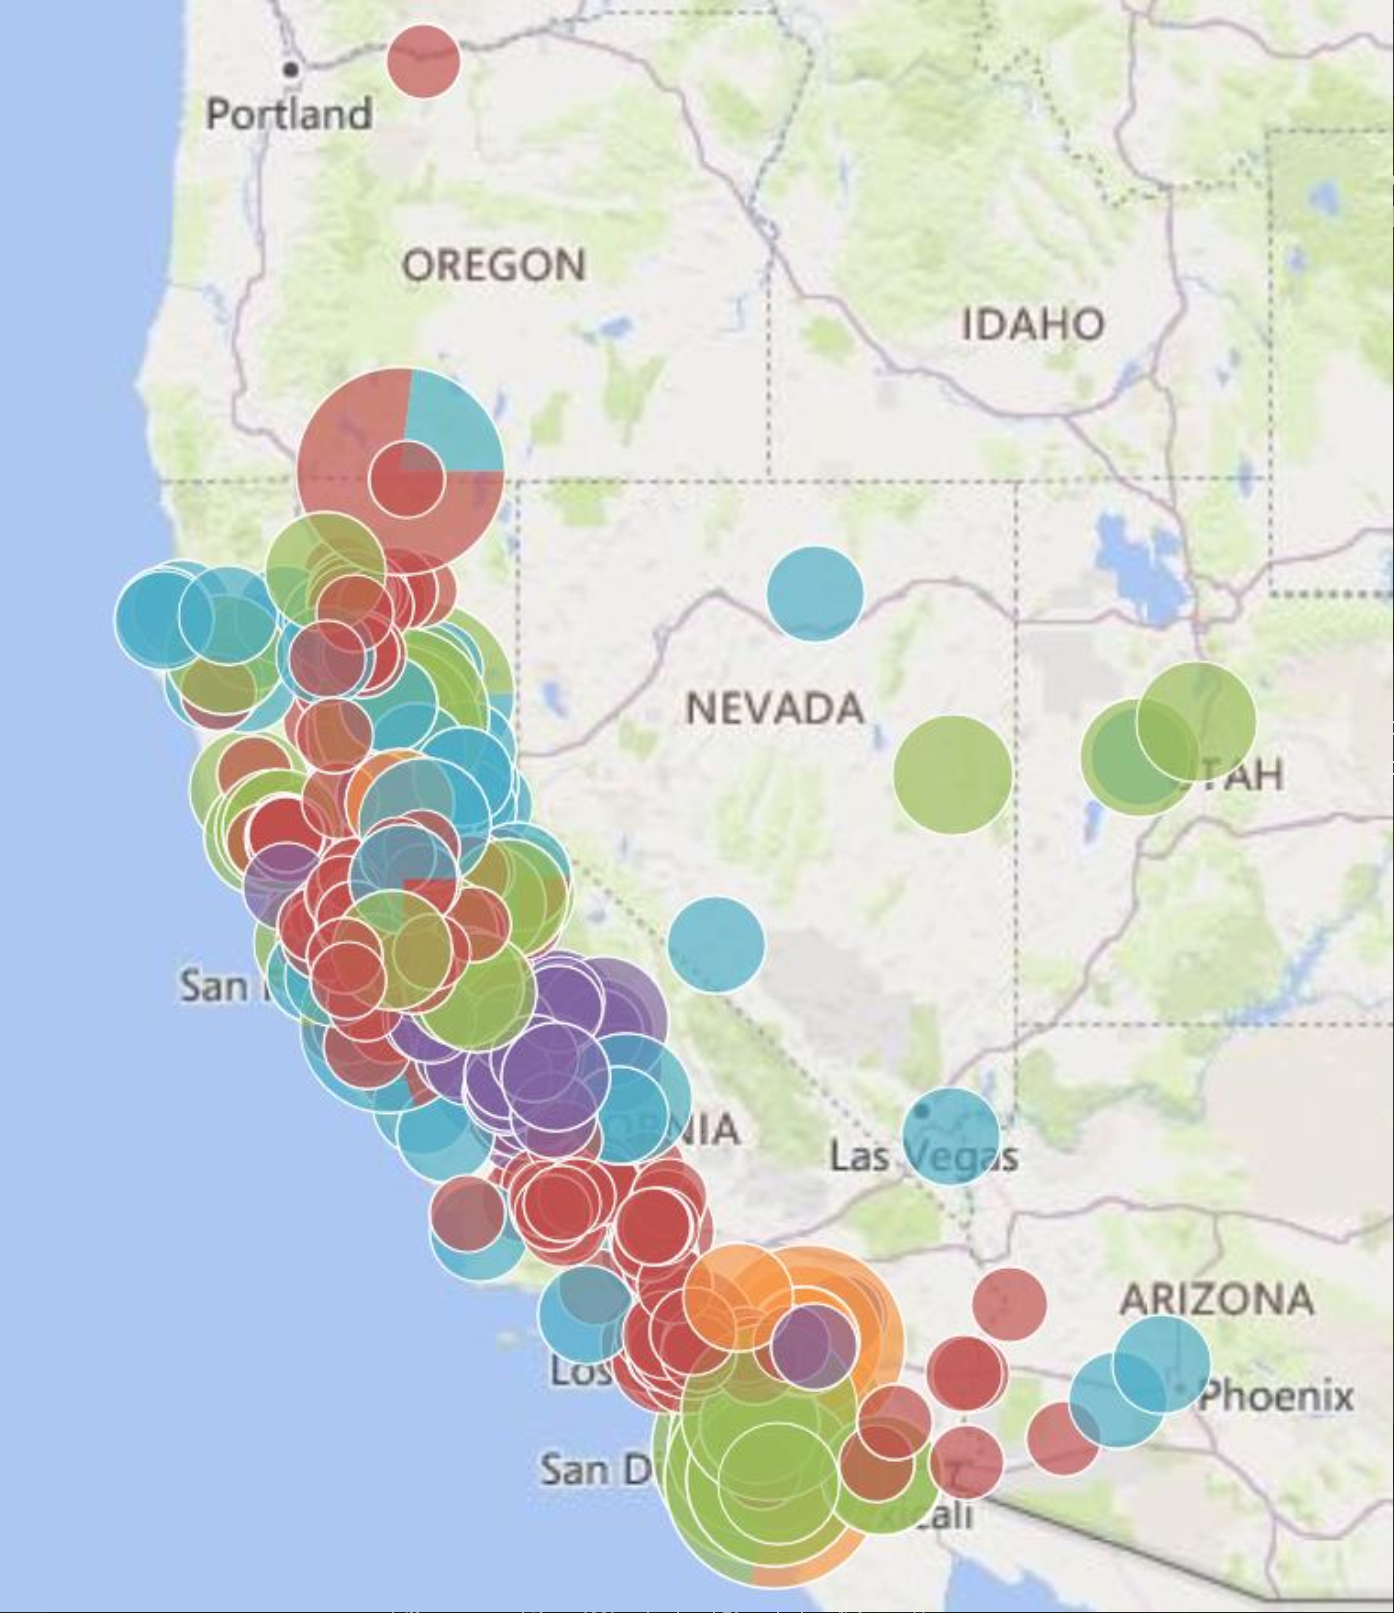 Portland
OREGON
IDAHO
NEVADA
TAH
San
NIA
Las Vegas
ARIZONA
Los
Phoenix
San D
xicali